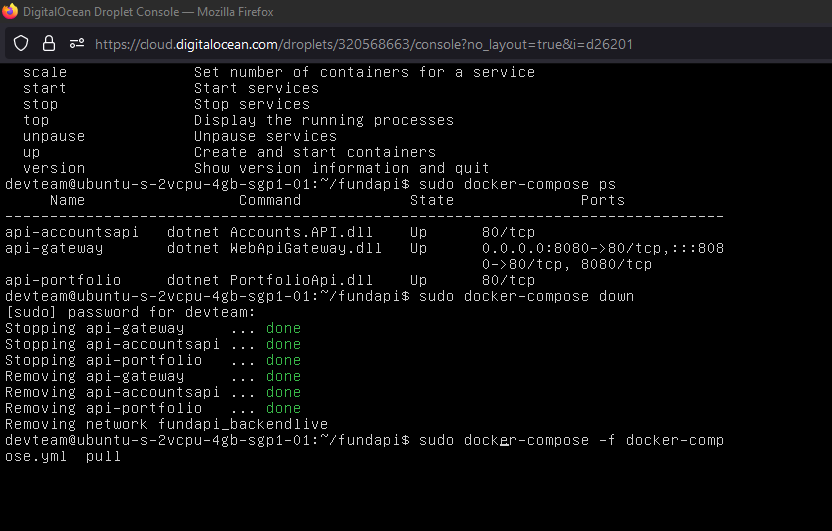 DigitalOcean Droplet Console — Mozilla Firefox
https://cloud.digitalocean.com/droplets/320568663/console?no_layout=true&i=d26201
scale Set number of containers for a service
start Start services
stop Stop services
top Display the running processes
unpause Unpause services
up Create and start containers
version Show version information and quit
devteam@ubuntu-s-2vcpu-4gb-sgp1-01:~/fundapi$ sudo docker-compose ps
Name Command State Ports
--------------------------------------------------------------------------------
api-accountsapi dotnet Accounts.API.dll Up 80/tcp
api-gateway dotnet WebApiGateway.dll Up 0.0.0.0:8080->80/tcp,:::808
0->80/tcp, 8080/tcp
api-portfolio dotnet PortfolioApi.dll Up 80/tcp
devteam@ubuntu-s-2vcpu-4gb-sgp1-01:~/fundapi$ sudo docker-compose down
[sudo] password for devteam:
Stopping api-gateway ... done
Stopping api-accountsapi ... done
Stopping api-portfolio ... done
Removing api-gateway ... done
Removing api-accountsapi ... done
Removing api-portfolio ... done
Removing network fundapi_backendlive
devteam@ubuntu-s-2vcpu-4gb-sgp1-01:~/fundapi$ sudo docker-compose -f docker-comp
ose.yml pull